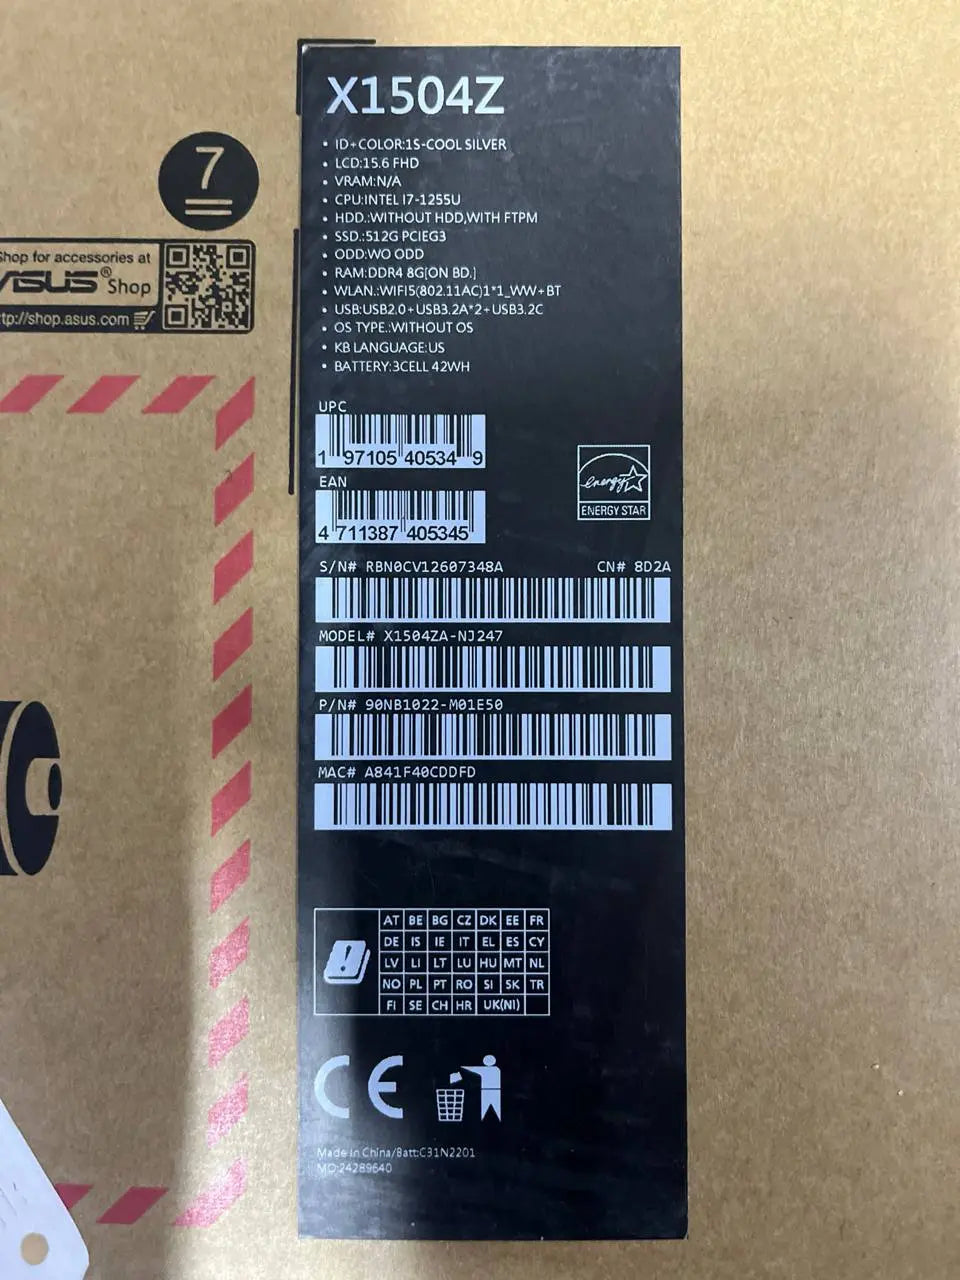 X1504Z
• ID+COLOR:1S-COOL SILVER
• LCD:15.6 FHD
• VRAM:N/A
• CPU:INTEL I7-1255U
• HDD.:WITHOUT HDD,WITH FTPM
• SSD.:512G PCIEG3
• ODD:WO ODD
• RAM:DDR4 8G[ON BD.]
• WLAN.:WIFI5(802.11AC)1*1_WW+BT
• USB:USB2.0+USB3.2A*2+USB3.2C
• OS TYPE.:WITHOUT OS
• KB LANGUAGE:US
• BATTERY:3CELL 42WH
7
Shop for accessories at
ASUS® Shop
http://shop.asus.com
UPC
1 97105 40534 9
EAN
4 711387 405345
energy
ENERGY STAR
S/N# RBN0CV12607348A CN# 8D2A
MODEL# X1504ZA-NJ247
P/N# 90NB1022-M01E50
MAC# A841F40CDDFD
AT BE BG CZ DK EE FR
DE IS IE IT EL ES CY
LV LI LT LU HU MT NL
NO PL PT RO SI SK TR
FI SE CH HR UK(NI)
CE
Made in China/Batt:C31N2201
MO:24289640